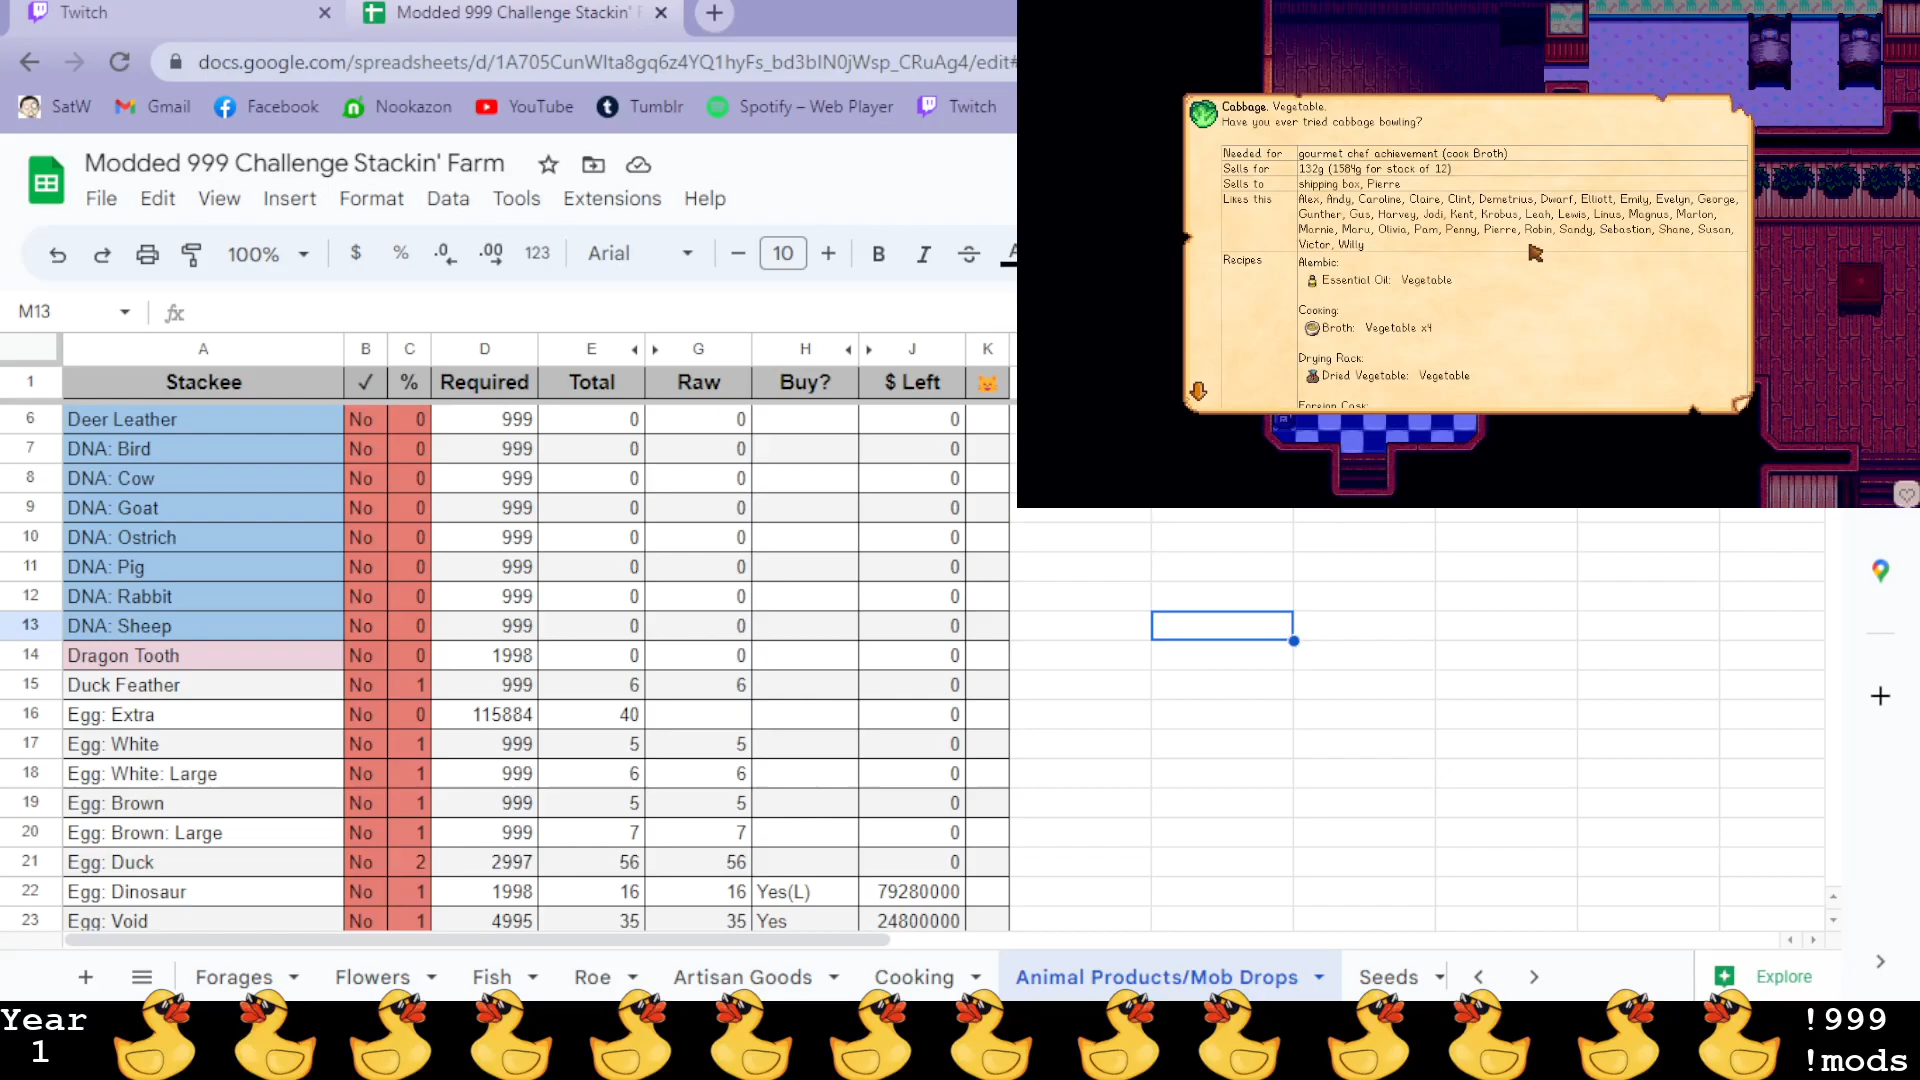 Twitch
Modded 999 Challenge Stackin'
docs.google.com/spreadsheets/d/1A705CunWIta8gq6z4YQ1hyFs_bd3bIN0jWsp_CRuAg4/edit#
SatW Gmail Facebook Nookazon YouTube Tumblr Spotify – Web Player Twitch
Modded 999 Challenge Stackin' Farm
File Edit View Insert Format Data Tools Extensions Help
100% $ % .0 .00 123 Arial 10 B I S A
M13 fx
A B C D E G H J K
1 Stackee ✓ % Required Total Raw Buy? $ Left
6 Deer Leather No 0 999 0 0 0
7 DNA: Bird No 0 999 0 0 0
8 DNA: Cow No 0 999 0 0 0
9 DNA: Goat No 0 999 0 0 0
10 DNA: Ostrich No 0 999 0 0 0
11 DNA: Pig No 0 999 0 0 0
12 DNA: Rabbit No 0 999 0 0 0
13 DNA: Sheep No 0 999 0 0 0
14 Dragon Tooth No 0 1998 0 0 0
15 Duck Feather No 1 999 6 6 0
16 Egg: Extra No 0 115884 40 0
17 Egg: White No 1 999 5 5 0
18 Egg: White: Large No 1 999 6 6 0
19 Egg: Brown No 1 999 5 5 0
20 Egg: Brown: Large No 1 999 7 7 0
21 Egg: Duck No 2 2997 56 56 0
22 Egg: Dinosaur No 1 1998 16 16 Yes(L) 79280000
23 Egg: Void No 1 4995 35 35 Yes 24800000
Forages Flowers Fish Roe Artisan Goods Cooking Animal Products/Mob Drops Seeds Explore
Cabbage. Vegetable.
Have you ever tried cabbage bowling?
Needed for gourmet chef achievement (cook Broth)
Sells for 132g (1584g for stack of 12)
Sells to shipping box, Pierre
Likes this Alex, Andy, Caroline, Claire, Clint, Demetrius, Dwarf, Elliott, Emily, Evelyn, George,
Gunther, Gus, Harvey, Jodi, Kent, Krobus, Leah, Lewis, Linus, Magnus, Marlon,
Marnie, Maru, Olivia, Pam, Penny, Pierre, Robin, Sandy, Sebastian, Shane, Susan,
Victor, Willy
Recipes Alembic:
Essential Oil: Vegetable
Cooking:
Broth: Vegetable x4
Drying Rack:
Dried Vegetable: Vegetable
Foreign Cask:
Year
1
!999
!mods